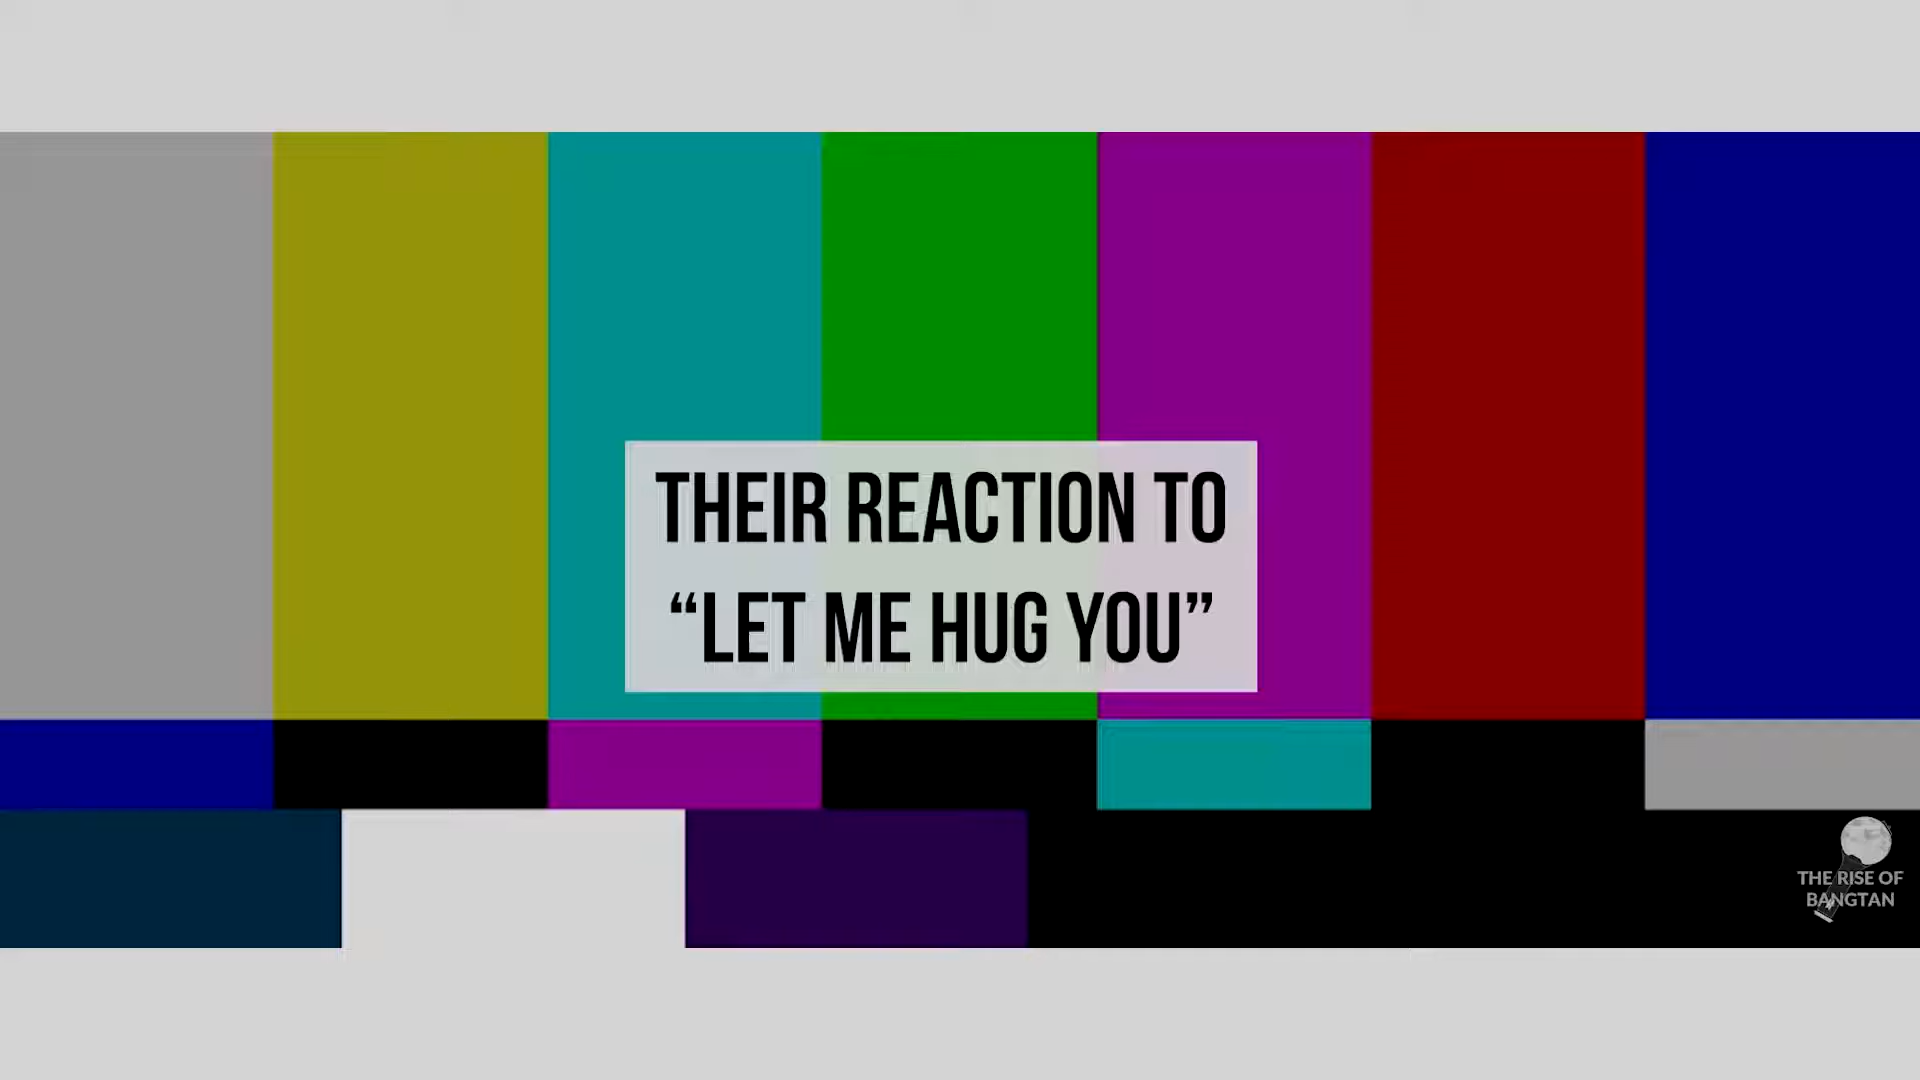 THEIR REACTION TO
“LET ME HUG YOU”
THE RISE OF
BANGTAN